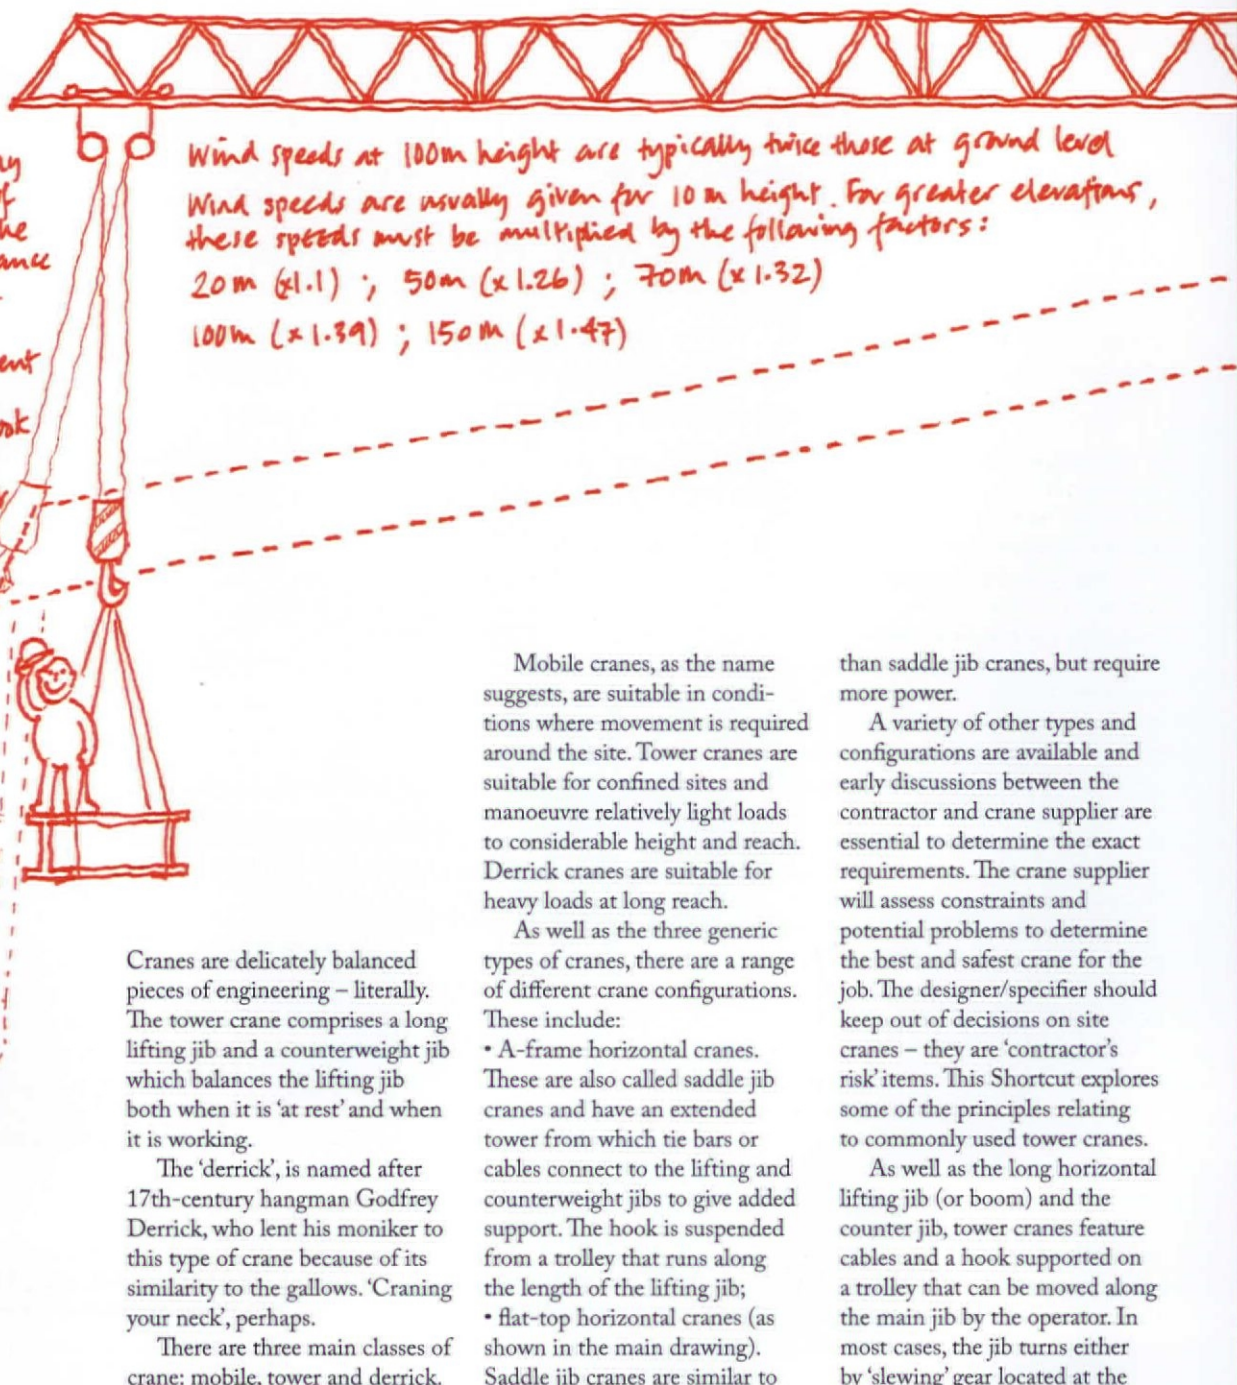 ay
of
he
ance
ent
ook
Wind speeds at 100m height are typically twice those at ground level
Wind speeds are usually given for 10 m height. For greater elevations,
these speeds must be multiplied by the following factors:
20m (x1.1) ; 50m (x 1.26) ; 70m (x 1.32)
100m (x 1.39) ; 150m (x 1.47)
Cranes are delicately balanced
pieces of engineering – literally.
The tower crane comprises a long
lifting jib and a counterweight jib
which balances the lifting jib
both when it is ‘at rest’ and when
it is working.
The ‘derrick’, is named after
17th-century hangman Godfrey
Derrick, who lent his moniker to
this type of crane because of its
similarity to the gallows. ‘Craning
your neck’, perhaps.
There are three main classes of
crane: mobile, tower and derrick.
Mobile cranes, as the name
suggests, are suitable in condi-
tions where movement is required
around the site. Tower cranes are
suitable for confined sites and
manoeuvre relatively light loads
to considerable height and reach.
Derrick cranes are suitable for
heavy loads at long reach.
As well as the three generic
types of cranes, there are a range
of different crane configurations.
These include:
• A-frame horizontal cranes.
These are also called saddle jib
cranes and have an extended
tower from which tie bars or
cables connect to the lifting and
counterweight jibs to give added
support. The hook is suspended
from a trolley that runs along
the length of the lifting jib;
• flat-top horizontal cranes (as
shown in the main drawing).
Saddle jib cranes are similar to
than saddle jib cranes, but require
more power.
A variety of other types and
configurations are available and
early discussions between the
contractor and crane supplier are
essential to determine the exact
requirements. The crane supplier
will assess constraints and
potential problems to determine
the best and safest crane for the
job. The designer/specifier should
keep out of decisions on site
cranes – they are ‘contractor’s
risk’ items. This Shortcut explores
some of the principles relating
to commonly used tower cranes.
As well as the long horizontal
lifting jib (or boom) and the
counter jib, tower cranes feature
cables and a hook supported on
a trolley that can be moved along
the main jib by the operator. In
most cases, the jib turns either
by ‘slewing’ gear located at the